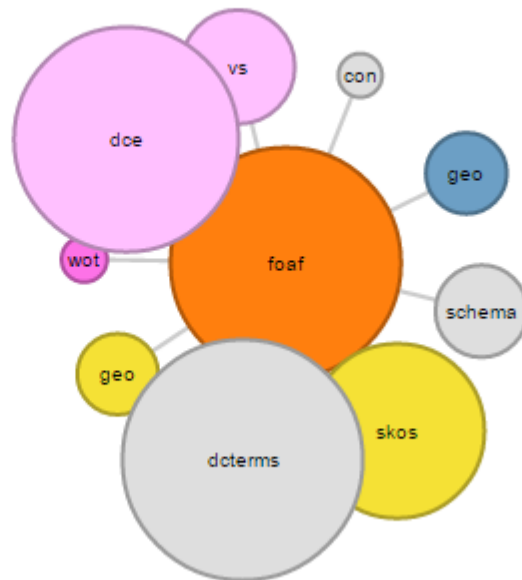 vs
con
dce
geo
wot
foaf
schema
geo
skos
dcterms